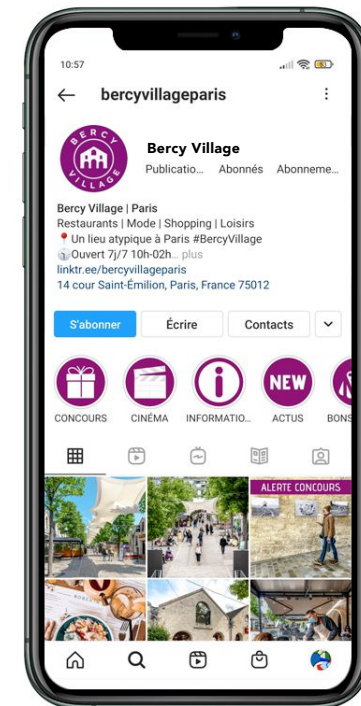 10:57
bercyvillageparis
BERCY
VILLAGE
Bercy Village
Publicatio... Abonnés Abonneme...
Bercy Village | Paris
Restaurants | Mode | Shopping | Loisirs
Un lieu atypique à Paris #BercyVillage
Ouvert 7j/7 10h-02h... plus
linktr.ee/bercyvillageparis
14 cour Saint-Émilion, Paris, France 75012
S'abonner Écrire Contacts
NEW
CONCOURS CINÉMA INFORMATIO... ACTUS BONS
ALERTE CONCOURS